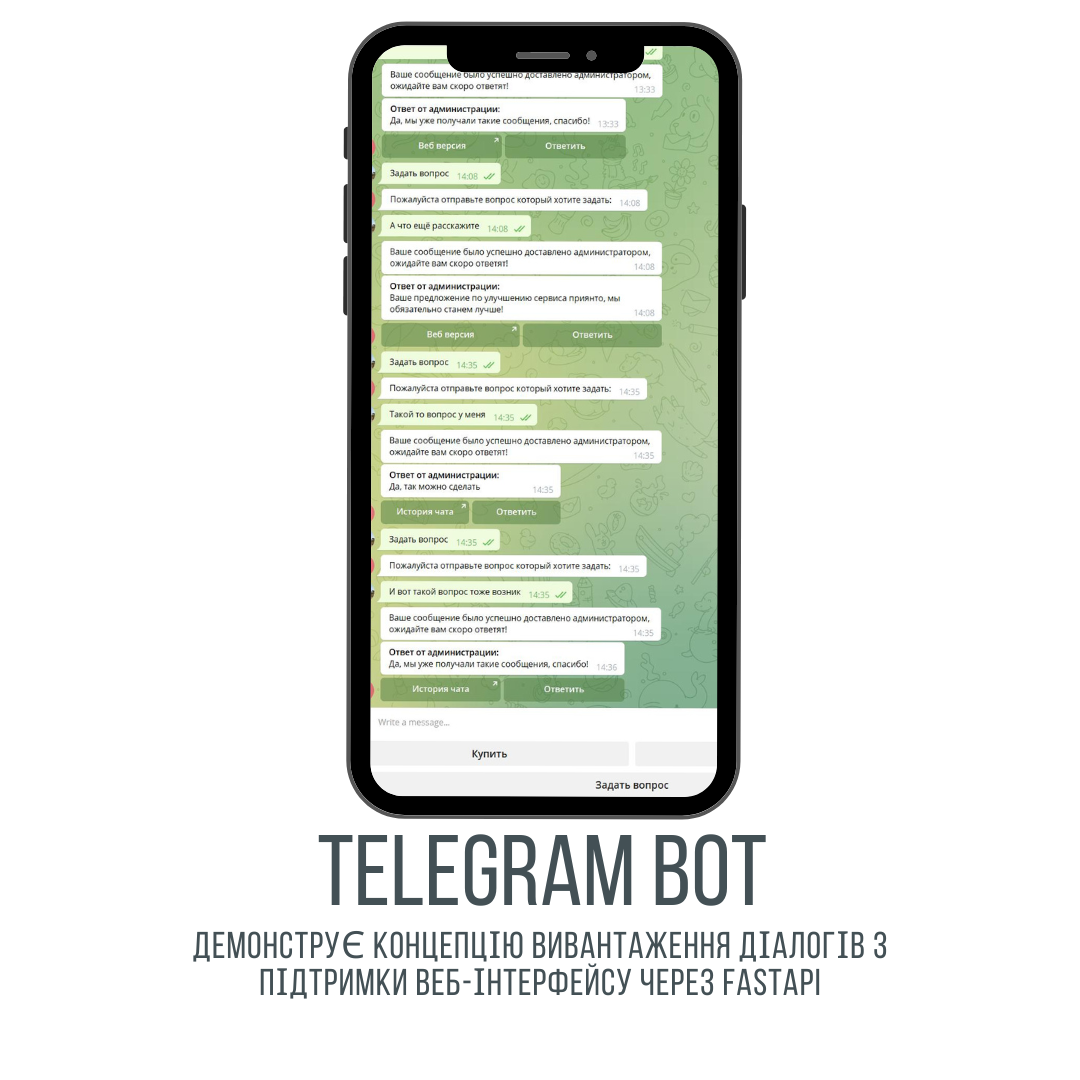 Ваше сообщение было успешно доставлено администратором,
ожидайте вам скоро ответят!
13:33
Ответ от администрации:
Да, мы уже получали такие сообщения, спасибо! 13:33
Веб версия Ответить
Задать вопрос 14:08
Пожалуйста отправьте вопрос который хотите задать: 14:08
А что ещё расскажите 14:08
Ваше сообщение было успешно доставлено администратором,
ожидайте вам скоро ответят!
14:08
Ответ от администрации:
Ваше предложение по улучшению сервиса приянто, мы
обязательно станем лучше!
14:08
Веб версия Ответить
Задать вопрос 14:35
Пожалуйста отправьте вопрос который хотите задать: 14:35
Такой то вопрос у меня 14:35
Ваше сообщение было успешно доставлено администратором,
ожидайте вам скоро ответят!
14:35
Ответ от администрации:
Да, так можно сделать 14:35
История чата Ответить
Задать вопрос 14:35
Пожалуйста отправьте вопрос который хотите задать: 14:35
И вот такой вопрос тоже возник 14:35
Ваше сообщение было успешно доставлено администратором,
ожидайте вам скоро ответят!
14:35
Ответ от администрации:
Да, мы уже получали такие сообщения, спасибо! 14:36
История чата Ответить
Write a message...
Купить
Задать вопрос
TELEGRAM BOT
ДЕМОНСТРУЄ КОНЦЕПЦІЮ ВИВАНТАЖЕННЯ ДІАЛОГІВ З
ПІДТРИМКИ ВЕБ-ІНТЕРФЕЙСУ ЧЕРЕЗ FASTAPI